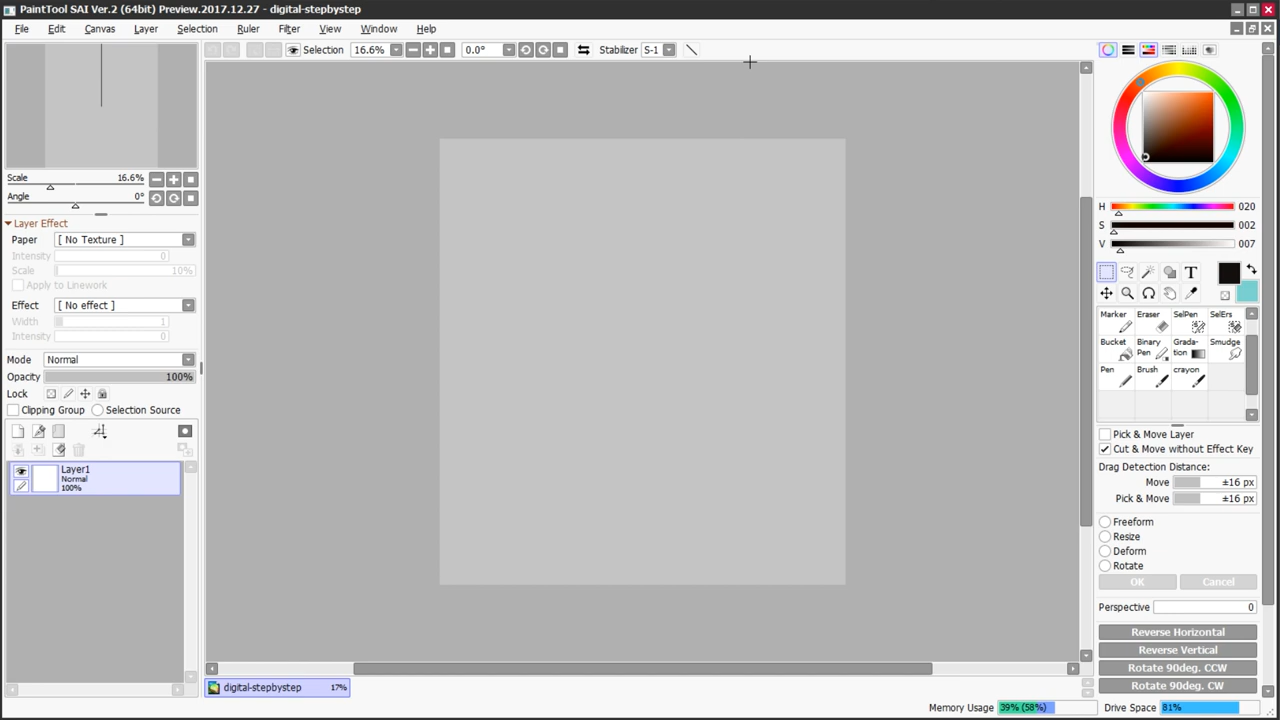 PaintTool SAI Ver.2 (64bit) Preview.2017.12.27 - digital-stepbystep
File Edit Canvas Layer Selection Ruler Filter View Window Help
Selection 16.6% 0.0° Stabilizer S-1
Scale 16.6%
Angle 0°
Layer Effect
Paper [ No Texture ]
Intensity 0
Scale 10%
Apply to Linework
Effect [ No effect ]
Width 1
Intensity 0
Mode Normal
Opacity 100%
Lock
Clipping Group Selection Source
Layer1
Normal
100%
digital-stepbystep 17%
H 020
S 002
V 007
T
Marker Eraser SelPen SelErs
Bucket Binary Pen Grada-tion Smudge
Pen Brush crayon
Pick & Move Layer
Cut & Move without Effect Key
Drag Detection Distance:
Move ±16 px
Pick & Move ±16 px
Freeform
Resize
Deform
Rotate
OK Cancel
Perspective 0
Reverse Horizontal
Reverse Vertical
Rotate 90deg. CCW
Rotate 90deg. CW
Memory Usage 39% (58%) Drive Space 81%